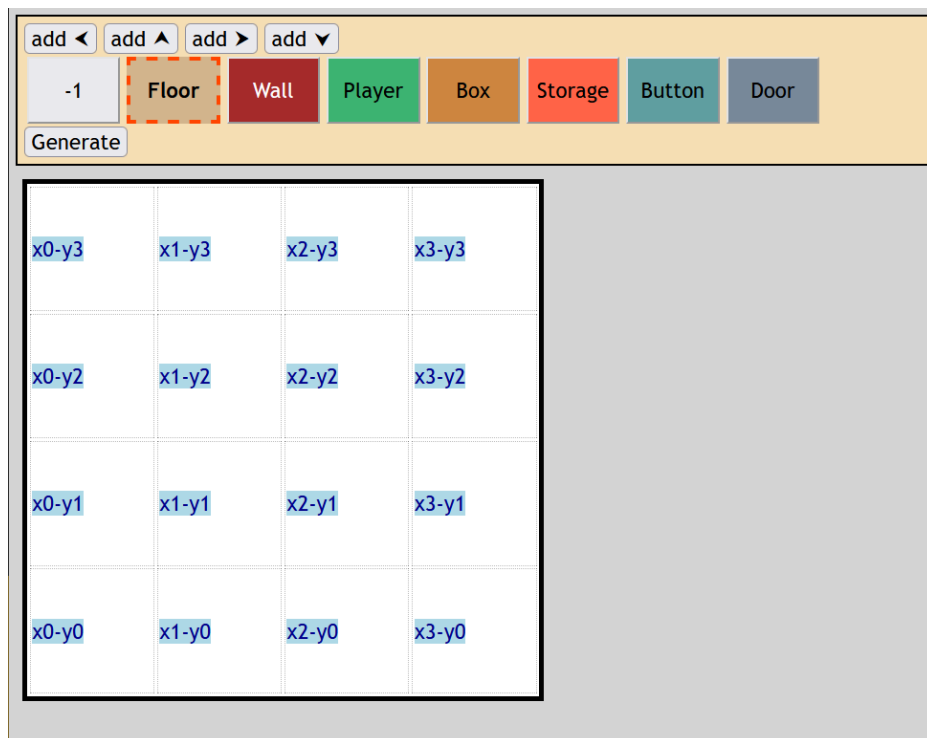 add ⮜ add ⮝ add ⮞ add ⮟
-1 Floor Wall Player Box Storage Button Door
Generate
x0-y3 x1-y3 x2-y3 x3-y3
x0-y2 x1-y2 x2-y2 x3-y2
x0-y1 x1-y1 x2-y1 x3-y1
x0-y0 x1-y0 x2-y0 x3-y0